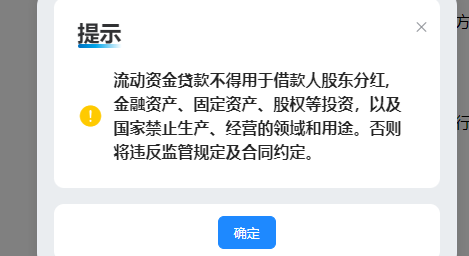 提示
方
流动资金贷款不得用于借款人股东分红,
金融资产、固定资产、股权等投资，以及
国家禁止生产、经营的领域和用途。否则
将违反监管规定及合同约定。
行
确定